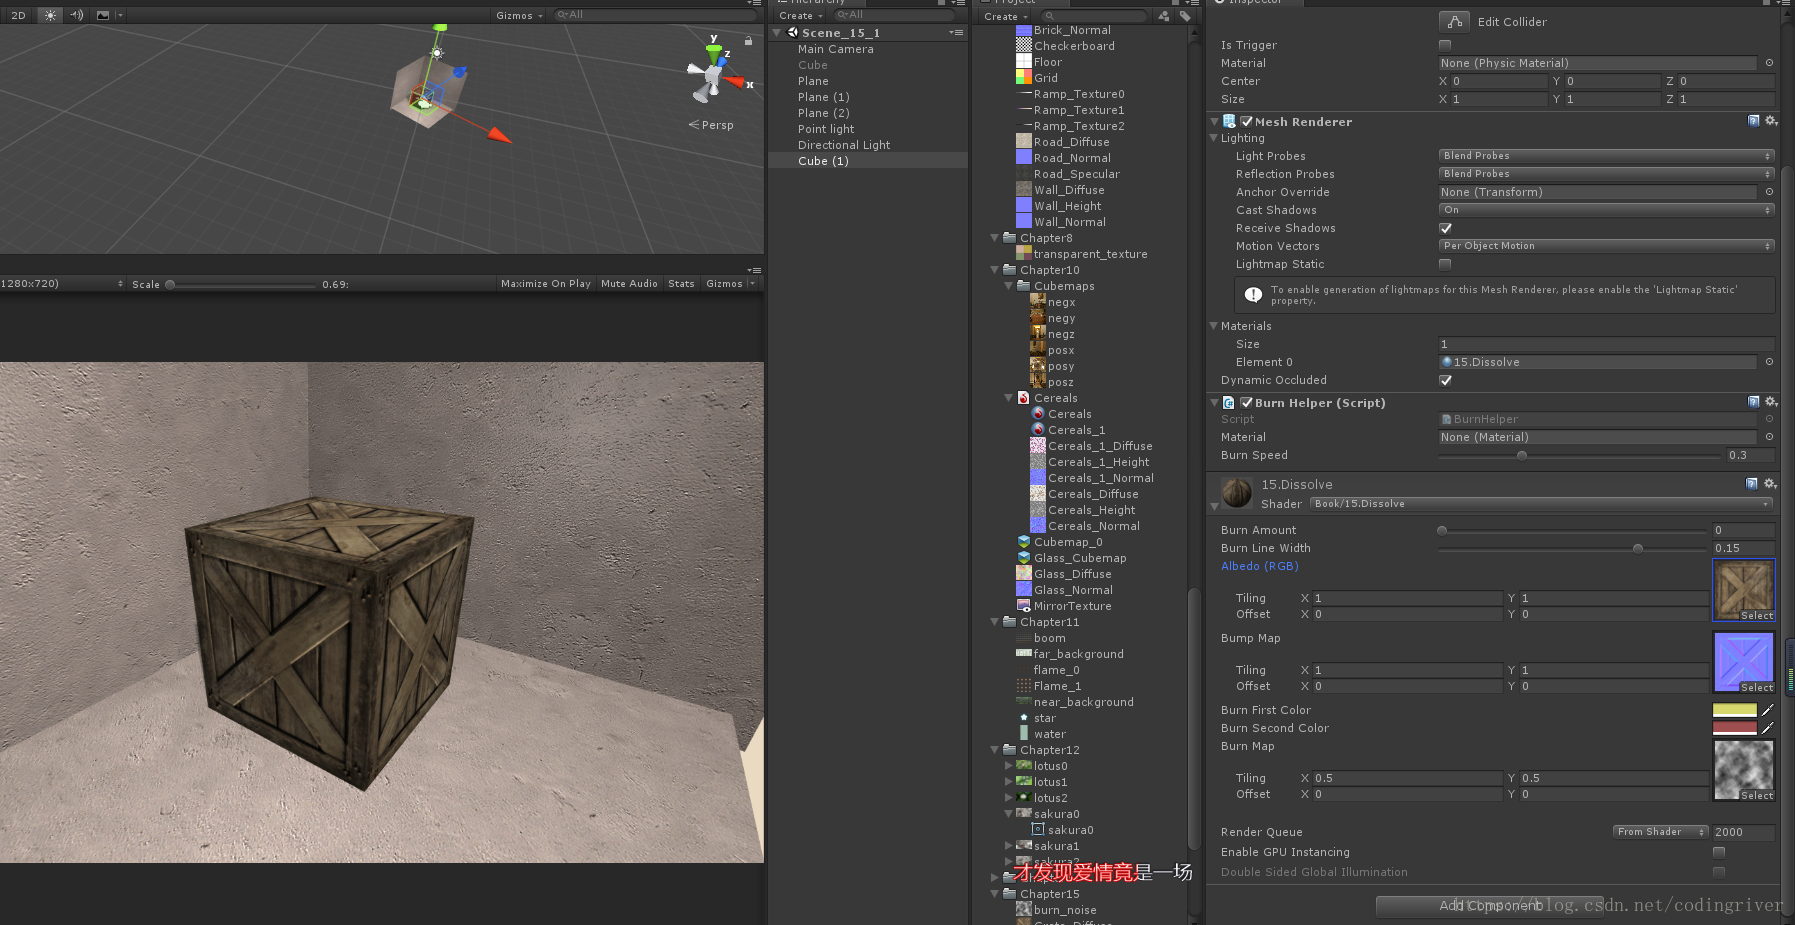 2D
Gizmos
All
Persp
y
z
x
1280x720)
Scale
0.69:
Maximize On Play
Mute Audio
Stats
Gizmos
Hierarchy
Create
All
Scene_15_1
Main Camera
Cube
Plane
Plane (1)
Plane (2)
Point light
Directional Light
Cube (1)
Project
Create
Brick_Normal
Checkerboard
Floor
Grid
Ramp_Texture0
Ramp_Texture1
Ramp_Texture2
Road_Diffuse
Road_Normal
Road_Specular
Wall_Diffuse
Wall_Height
Wall_Normal
Chapter8
transparent_texture
Chapter10
Cubemaps
negx
negy
negz
posx
posy
posz
Cereals
Cereals
Cereals_1
Cereals_1_Diffuse
Cereals_1_Height
Cereals_1_Normal
Cereals_Diffuse
Cereals_Height
Cereals_Normal
Cubemap_0
Glass_Cubemap
Glass_Diffuse
Glass_Normal
MirrorTexture
Chapter11
boom
far_background
flame_0
Flame_1
near_background
star
water
Chapter12
lotus0
lotus1
lotus2
sakura0
sakura0
sakura1
sakura2
才发现爱情竟是一场
Chapter15
burn_noise
Inspector
Edit Collider
Is Trigger
Material None (Physic Material)
Center X 0 Y 0 Z 0
Size X 1 Y 1 Z 1
Mesh Renderer
Lighting
Light Probes Blend Probes
Reflection Probes Blend Probes
Anchor Override None (Transform)
Cast Shadows On
Receive Shadows
Motion Vectors Per Object Motion
Lightmap Static
To enable generation of lightmaps for this Mesh Renderer, please enable the 'Lightmap Static'
property.
Materials
Size 1
Element 0 15.Dissolve
Dynamic Occluded
Burn Helper (Script)
Script BurnHelper
Material None (Material)
Burn Speed 0.3
15.Dissolve
Shader Book/15.Dissolve
Burn Amount 0
Burn Line Width 0.15
Albedo (RGB)
Tiling X 1 Y 1
Offset X 0 Y 0
Select
Bump Map
Tiling X 1 Y 1
Offset X 0 Y 0
Select
Burn First Color
Burn Second Color
Burn Map
Tiling X 0.5 Y 0.5
Offset X 0 Y 0
Select
Render Queue From Shader 2000
Enable GPU Instancing
Double Sided Global Illumination
Add Component
https://blog.csdn.net/codingriver